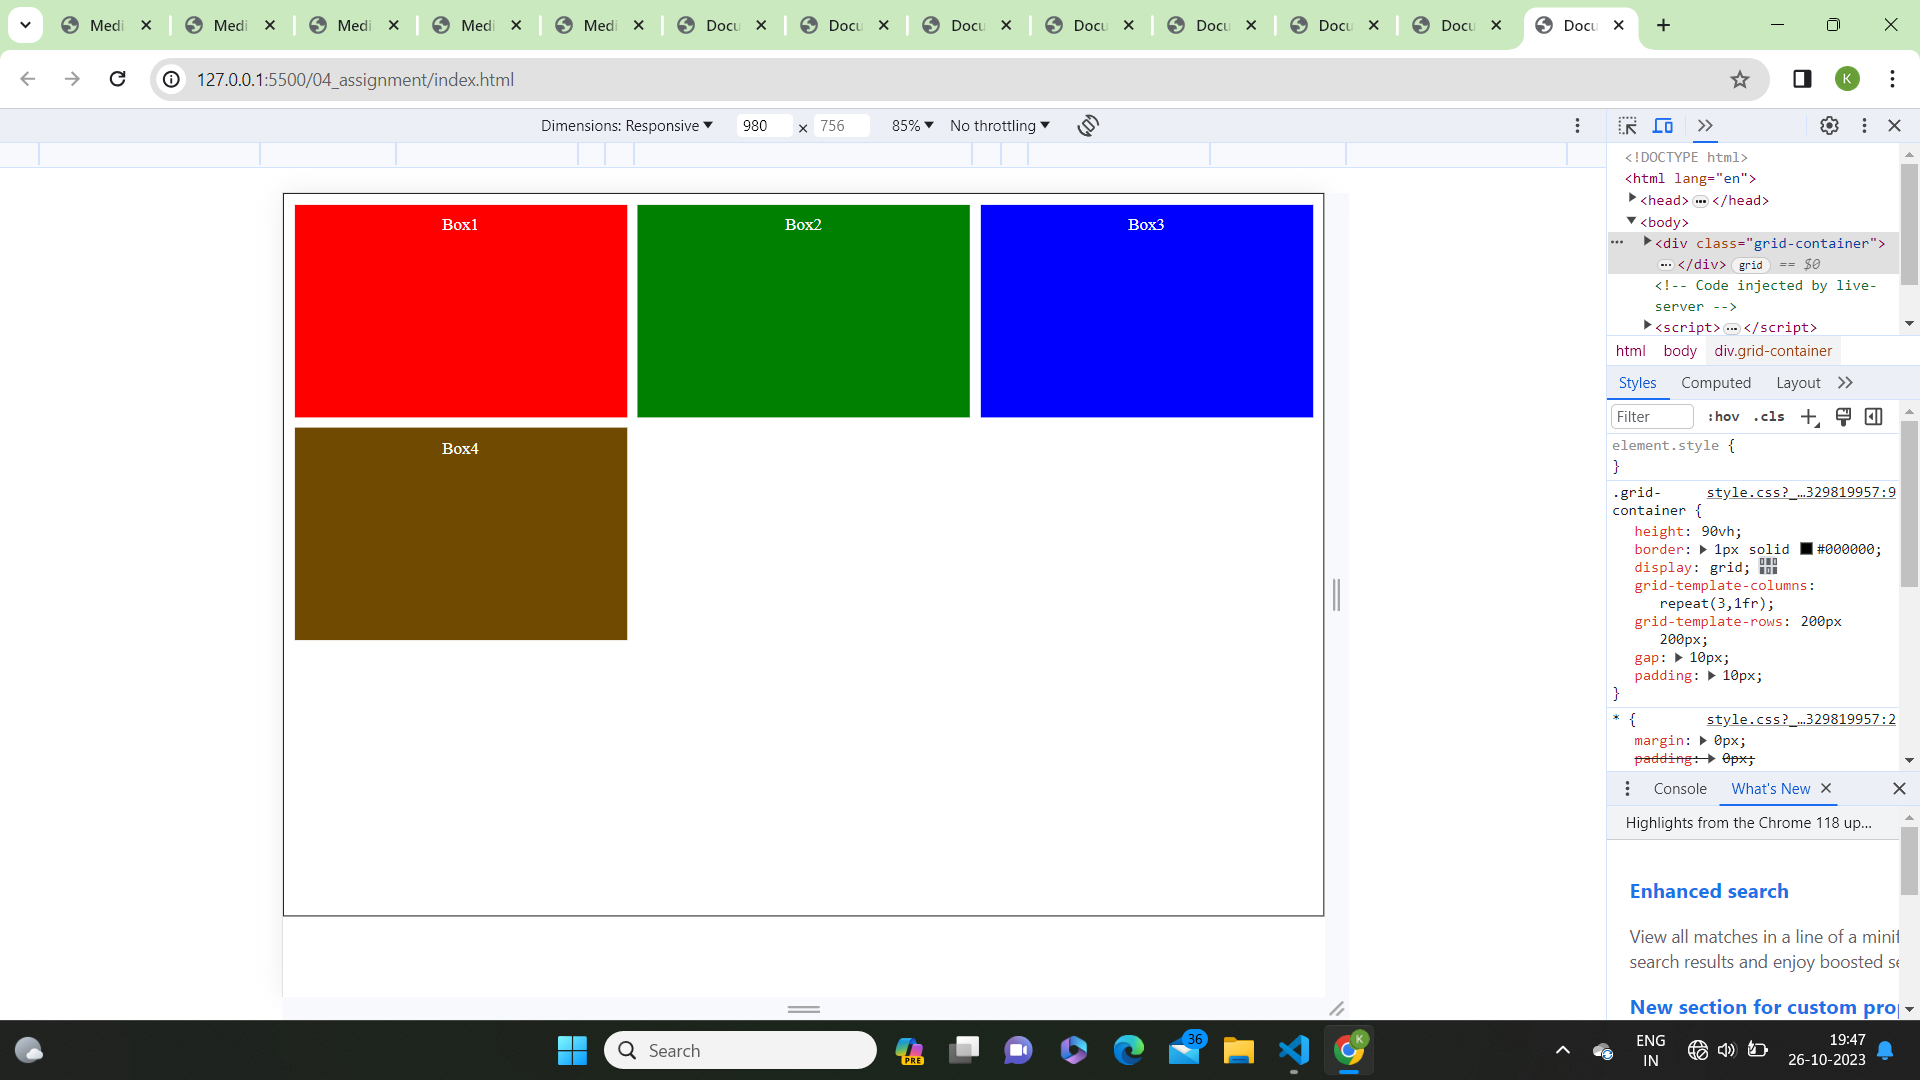 Medi Medi Medi Medi Medi Docu Docu Docu Docu Docu Docu Docu Docu
127.0.0.1:5500/04_assignment/index.html
K
Dimensions: Responsive 980 × 756 85% No throttling
Box1 Box2 Box3
Box4
<!DOCTYPE html>
<html lang="en">
<head> ••• </head>
<body>
••• <div class="grid-container">
••• </div> grid == $0
<!-- Code injected by live-
server -->
<script> ••• </script>
html body div.grid-container
Styles Computed Layout
Filter :hov .cls
element.style {
}
.grid- style.css?_…329819957:9
container {
height: 90vh;
border: 1px solid #000000;
display: grid;
grid-template-columns:
repeat(3,1fr);
grid-template-rows: 200px
200px;
gap: 10px;
padding: 10px;
}
* { style.css?_…329819957:2
margin: 0px;
padding: 0px;
Console What's New
Highlights from the Chrome 118 up...
Enhanced search
View all matches in a line of a minif
search results and enjoy boosted se
New section for custom prop
Search
PRE
36
K
ENG
IN
19:47
26-10-2023